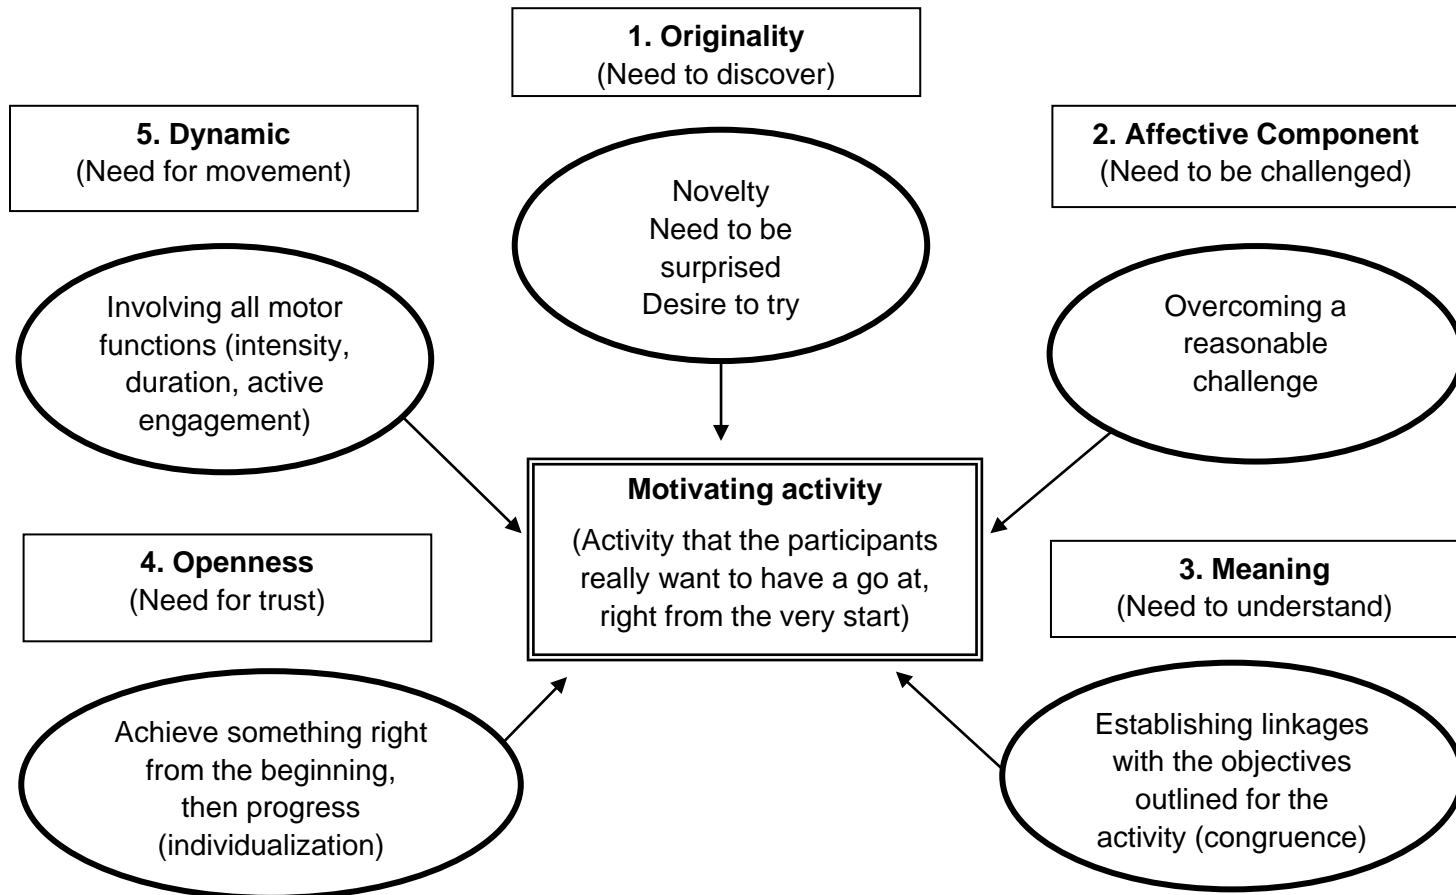 1. Originality
(Need to discover)
Novelty
Need to be
surprised
Desire to try
2. Affective Component
(Need to be challenged)
Overcoming a
reasonable
challenge
3. Meaning
(Need to understand)
Establishing linkages
with the objectives
outlined for the
activity (congruence)
4. Openness
(Need for trust)
Achieve something right
from the beginning,
then progress
(individualization)
5. Dynamic
(Need for movement)
Involving all motor
functions (intensity,
duration, active
engagement)
Motivating activity
(Activity that the participants
really want to have a go at,
right from the very start)